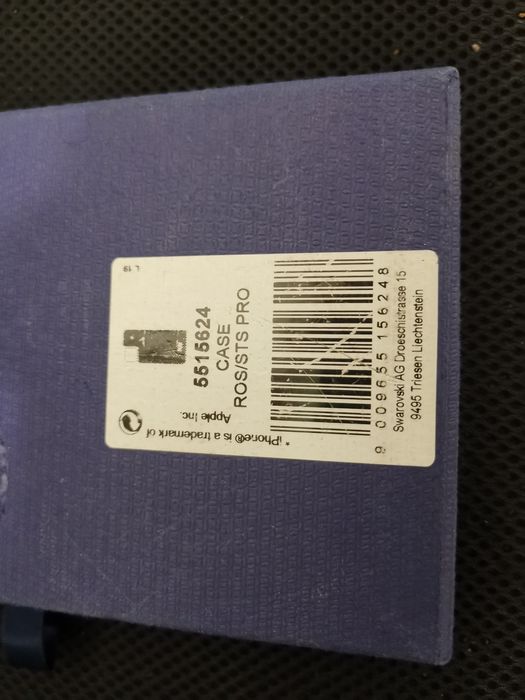 L 19
5515624
CASE
ROS/STS PRO
* iPhone® is a trademark of
Apple Inc.
9 009655 156248
Swarovski AG Droeschistrasse 15
9495 Triesen Liechtenstein